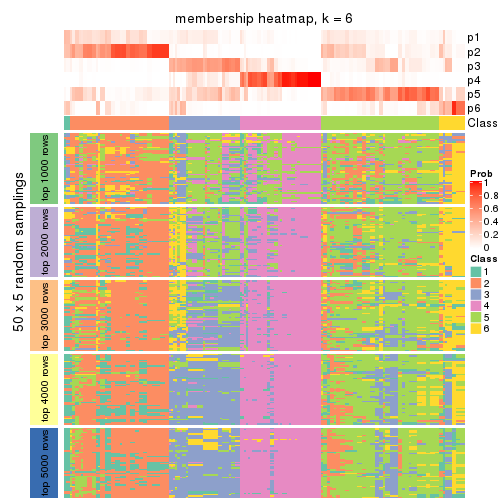 membership heatmap, k = 6
p1
p2
p3
p4
p5
p6
Class
50 x 5 random samplings
top 1000 rows
top 2000 rows
top 3000 rows
top 4000 rows
top 5000 rows
Prob
1
0.8
0.6
0.4
0.2
0
Class
1
2
3
4
5
6